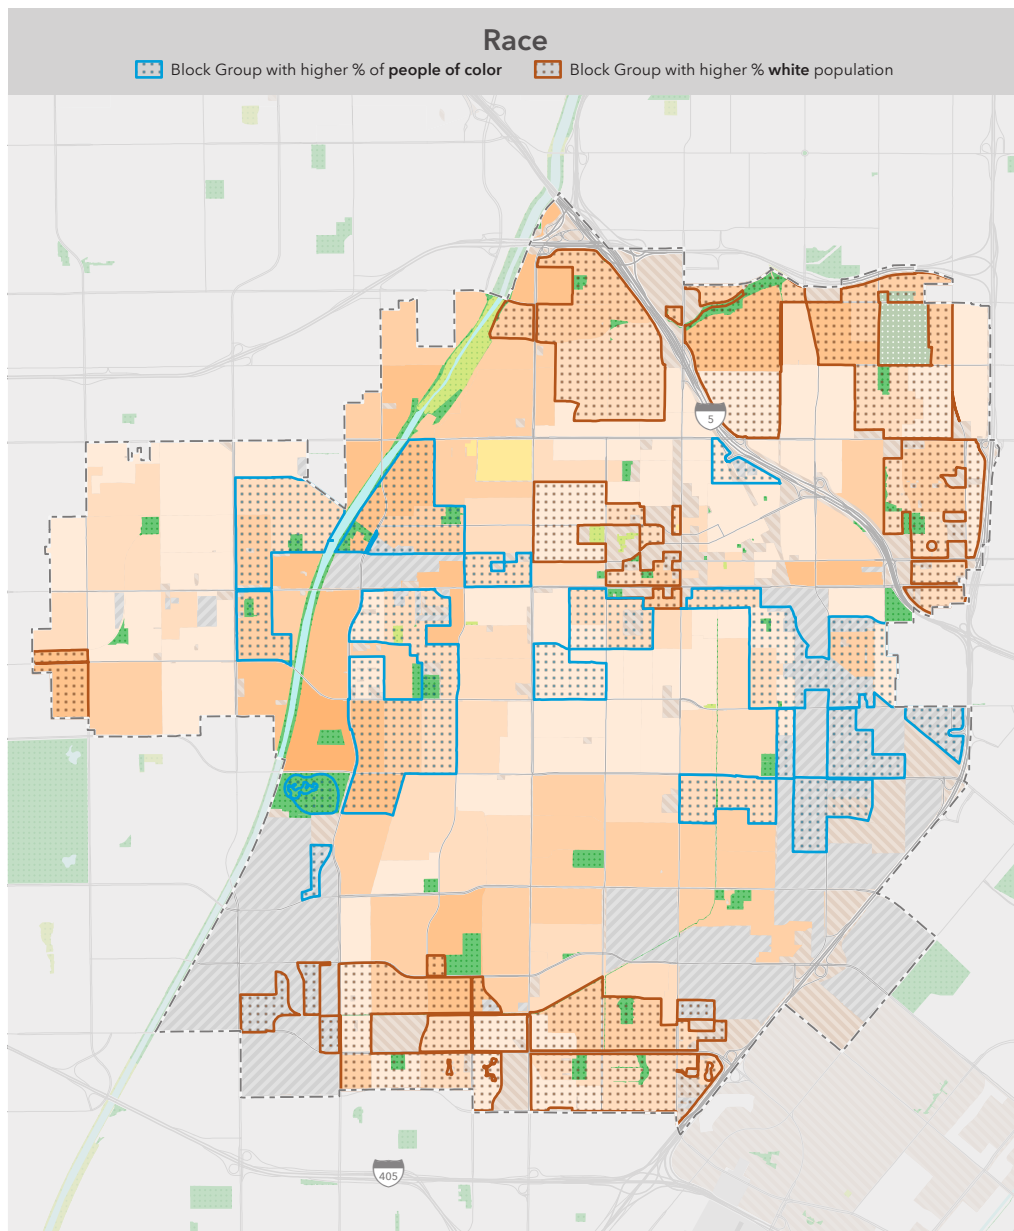 Race
Block Group with higher % of people of color
Block Group with higher % white population
5
405